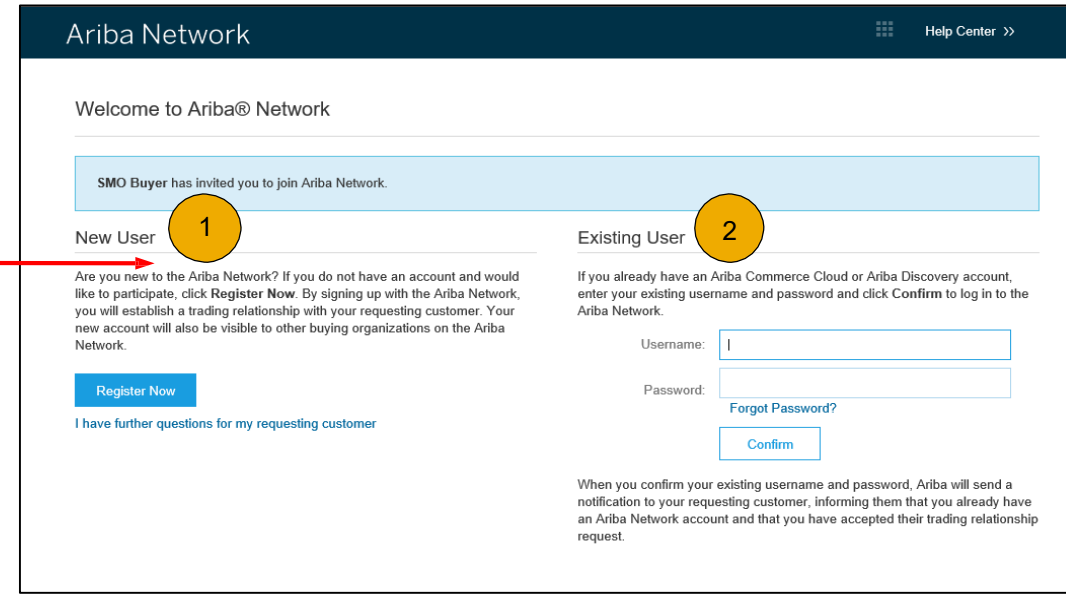 Ariba Network
Help Center >>
Welcome to Ariba® Network
SMO Buyer has invited you to join Ariba Network.
New User
1
Are you new to the Ariba Network? If you do not have an account and would
like to participate, click Register Now. By signing up with the Ariba Network,
you will establish a trading relationship with your requesting customer. Your
new account will also be visible to other buying organizations on the Ariba
Network.
Register Now
I have further questions for my requesting customer
Existing User
2
If you already have an Ariba Commerce Cloud or Ariba Discovery account,
enter your existing username and password and click Confirm to log in to the
Ariba Network.
Username:
Password:
Forgot Password?
Confirm
When you confirm your existing username and password, Ariba will send a
notification to your requesting customer, informing them that you already have
an Ariba Network account and that you have accepted their trading relationship
request.